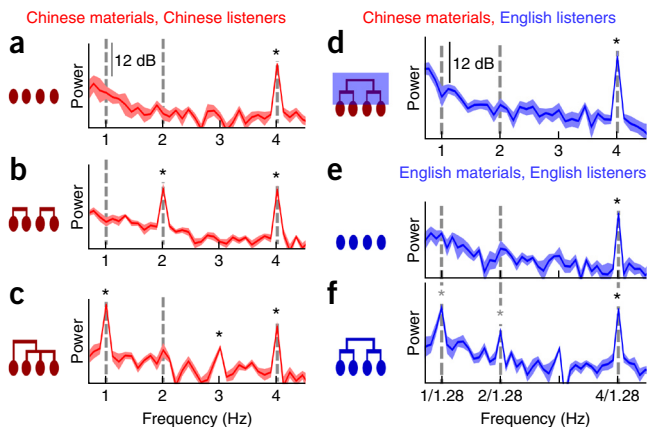 Chinese materials, Chinese listeners
a
12 dB
Power
*
1 2 3 4
b
Power
* *
1 2 3 4
c
Power
* * *
1 2 3 4
Frequency (Hz)
Chinese materials, English listeners
d
12 dB
Power
*
1 2 3 4
English materials, English listeners
e
Power
*
f
Power
* * *
1/1.28 2/1.28 4/1.28
Frequency (Hz)